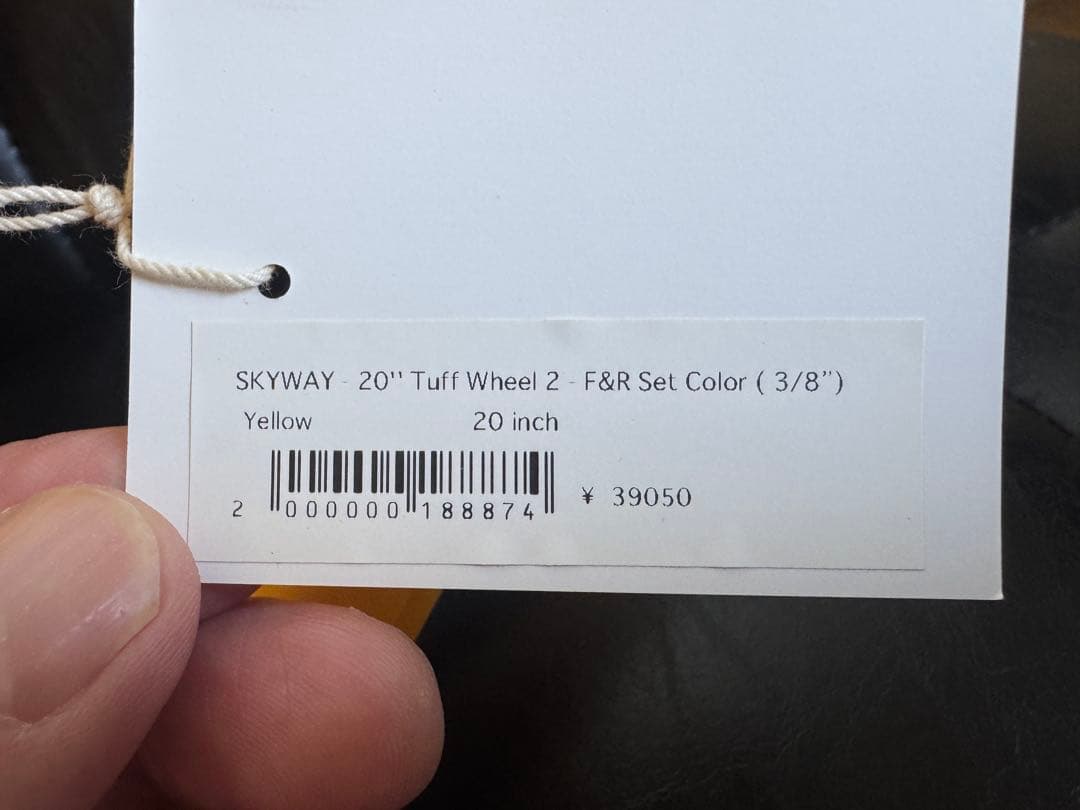 SKYWAY - 20" Tuff Wheel 2 - F&R Set Color ( 3/8")
Yellow 20 inch
2 000000 188874 ¥ 39050